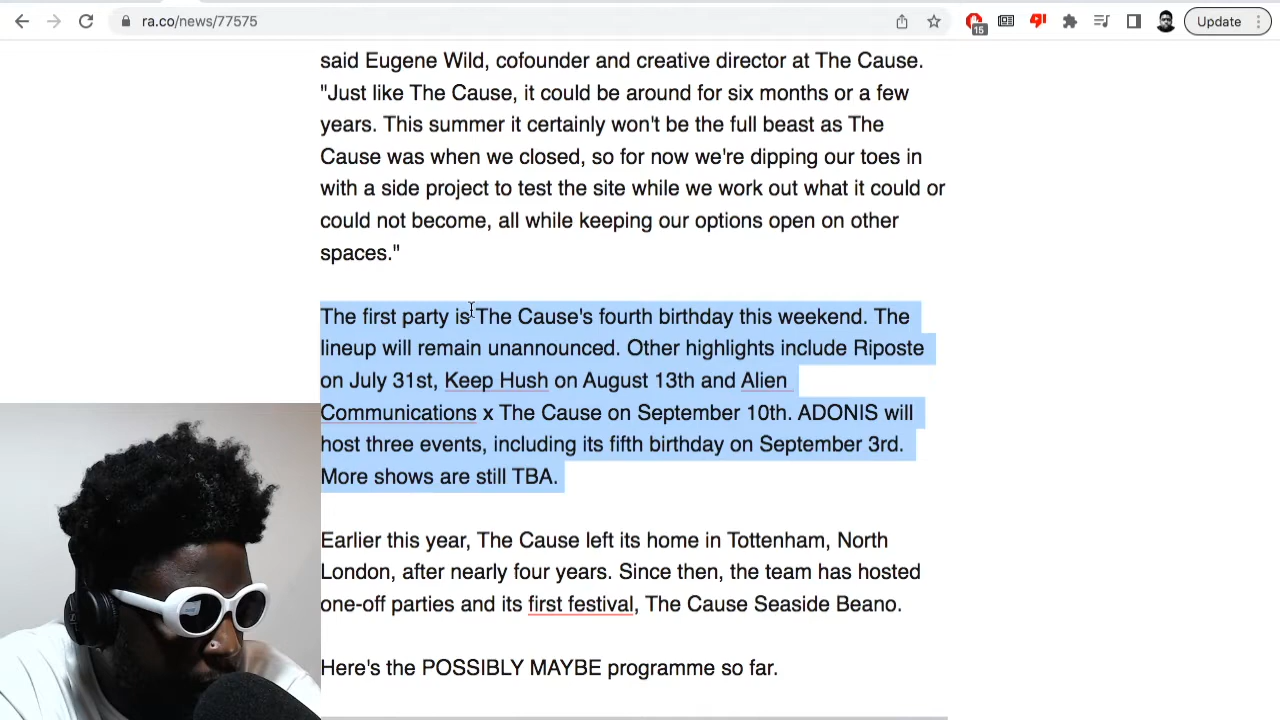 ra.co/news/77575
15
Update
said Eugene Wild, cofounder and creative director at The Cause.
"Just like The Cause, it could be around for six months or a few
years. This summer it certainly won't be the full beast as The
Cause was when we closed, so for now we're dipping our toes in
with a side project to test the site while we work out what it could or
could not become, all while keeping our options open on other
spaces."
The first party is The Cause's fourth birthday this weekend. The
lineup will remain unannounced. Other highlights include Riposte
on July 31st, Keep Hush on August 13th and Alien
Communications x The Cause on September 10th. ADONIS will
host three events, including its fifth birthday on September 3rd.
More shows are still TBA.
Earlier this year, The Cause left its home in Tottenham, North
London, after nearly four years. Since then, the team has hosted
one-off parties and its first festival, The Cause Seaside Beano.
Here's the POSSIBLY MAYBE programme so far.